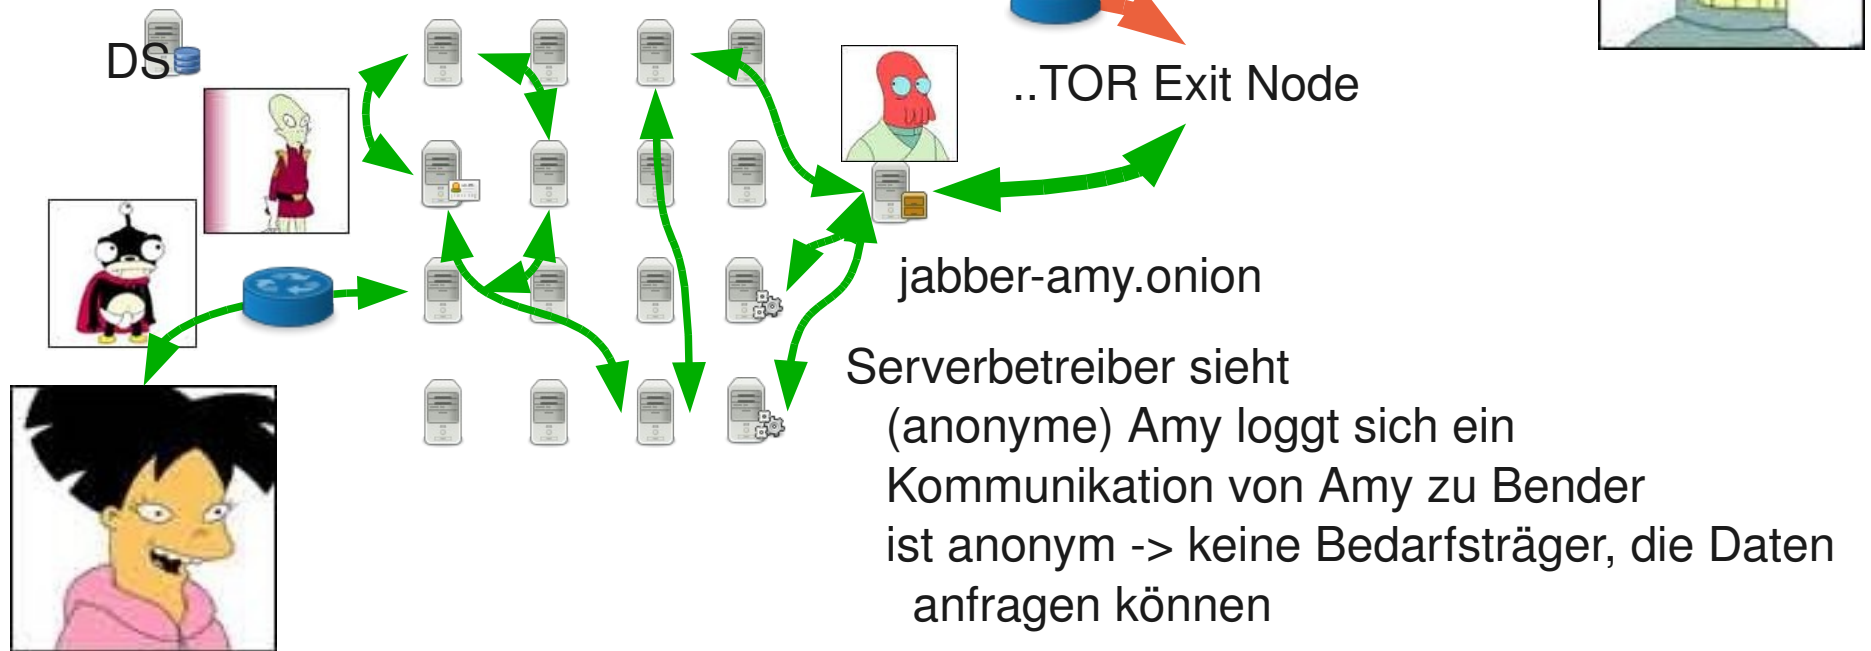 DS
..TOR Exit Node
jabber-amy.onion
Serverbetreiber sieht
(anonyme) Amy loggt sich ein
Kommunikation von Amy zu Bender
ist anonym -> keine Bedarfsträger, die Daten
anfragen können